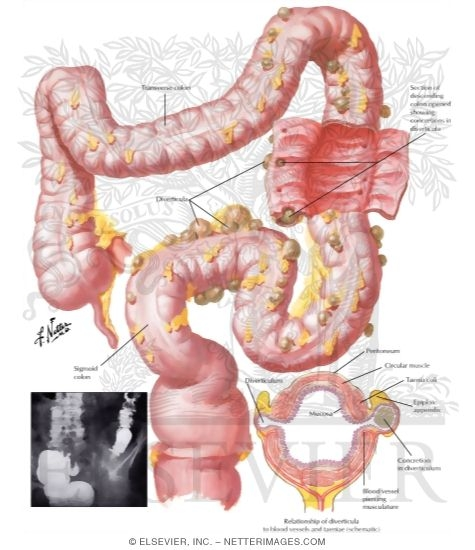 Transverse colon
Section of
descending
colon opened
showing
concretions in
diverticula
Diverticula
F. Netter
Sigmoid
colon
Peritoneum
Circular muscle
Diverticulum
Taenia coli
Epiploic
appendix
Mucosa
Concretion
in diverticulum
Blood vessel
piercing
musculature
Relationship of diverticula
to blood vessels and taeniae (schematic)
© ELSEVIER, INC. – NETTERIMAGES.COM